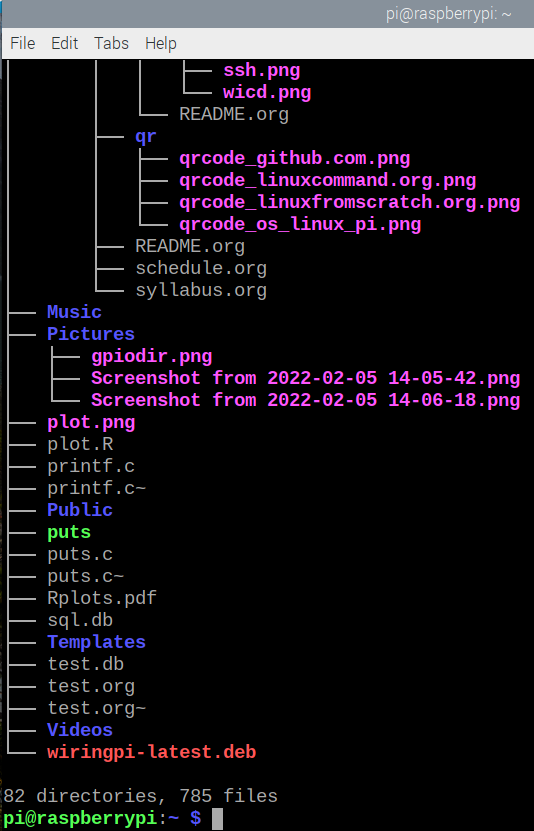 pi@raspberrypi: ~
File Edit Tabs Help
ssh.png
wicd.png
README.org
qr
qrcode_github.com.png
qrcode_linuxcommand.org.png
qrcode_linuxfromscratch.org.png
qrcode_os_linux_pi.png
README.org
schedule.org
syllabus.org
Music
Pictures
gpiodir.png
Screenshot from 2022-02-05 14-05-42.png
Screenshot from 2022-02-05 14-06-18.png
plot.png
plot.R
printf.c
printf.c~
Public
puts
puts.c
puts.c~
Rplots.pdf
sql.db
Templates
test.db
test.org
test.org~
Videos
wiringpi-latest.deb
82 directories, 785 files
pi@raspberrypi:~ $